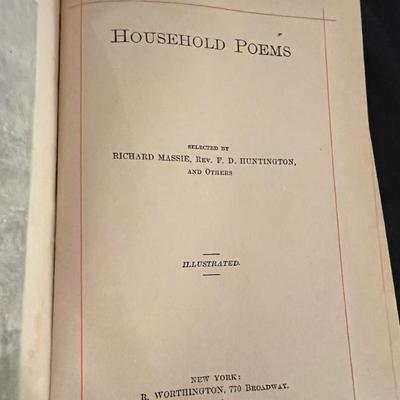 HOUSEHOLD POEMS
SELECTED BY
RICHARD MASSIE, REV. F. D. HUNTINGTON,
AND OTHERS
ILLUSTRATED.
NEW YORK:
R. WORTHINGTON, 770 BROADWAY.